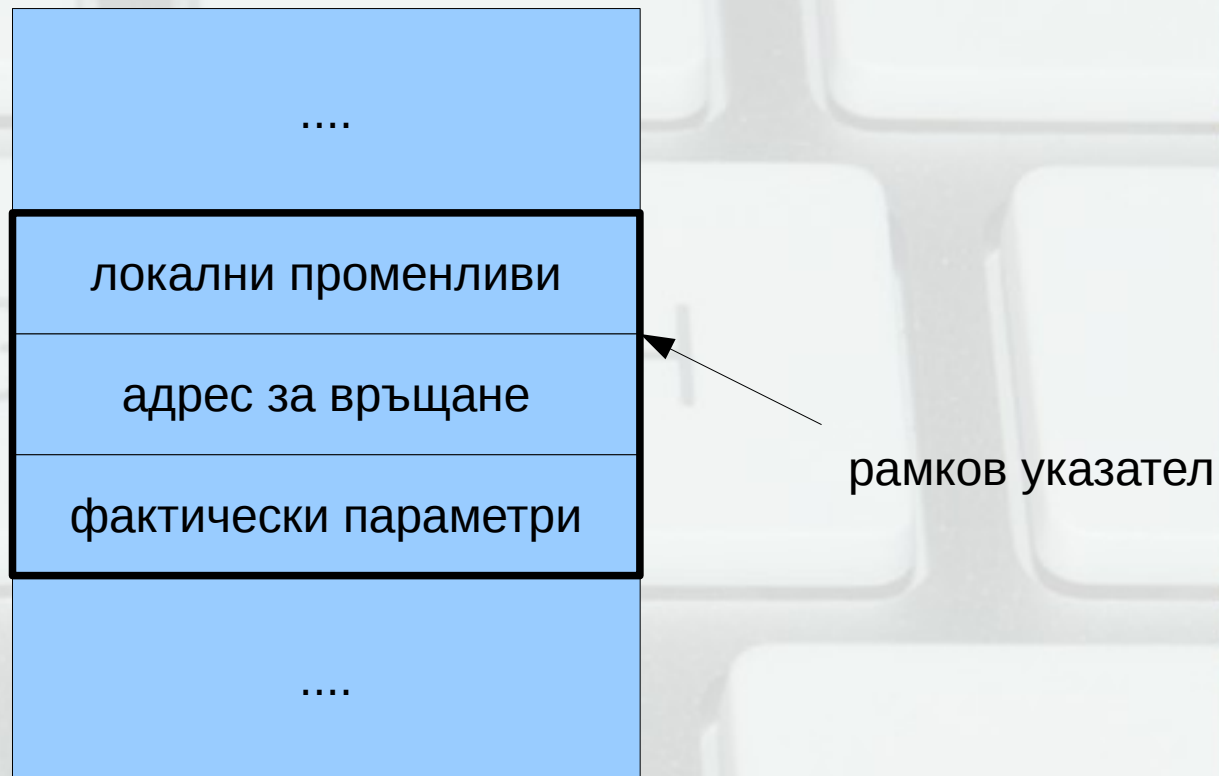 ....
локални променливи
адрес за връщане
рамков указател
фактически параметри
....